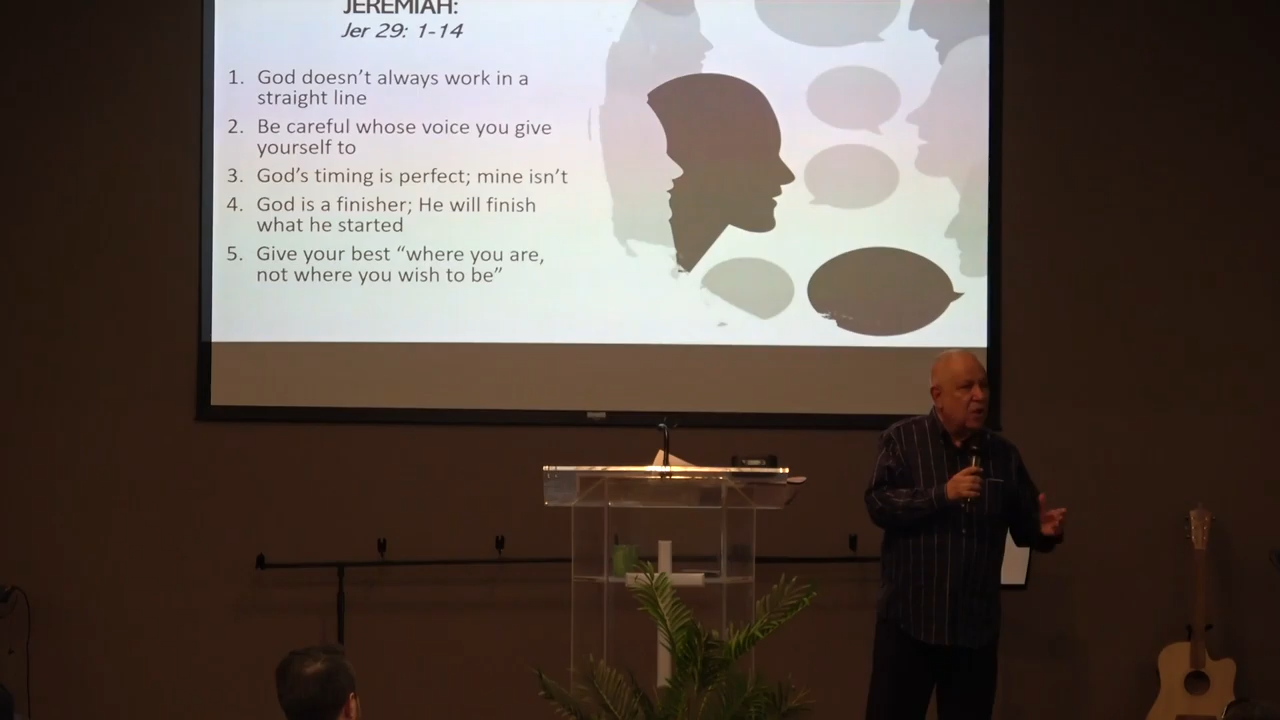 JEREMIAH:
Jer 29: 1-14
1. God doesn't always work in a
straight line
2. Be careful whose voice you give
yourself to
3. God's timing is perfect; mine isn't
4. God is a finisher; He will finish
what he started
5. Give your best “where you are,
not where you wish to be”